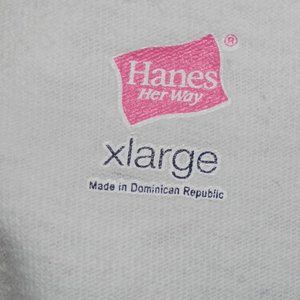 Hanes®
Her Way
xlarge
Made in Dominican Republic